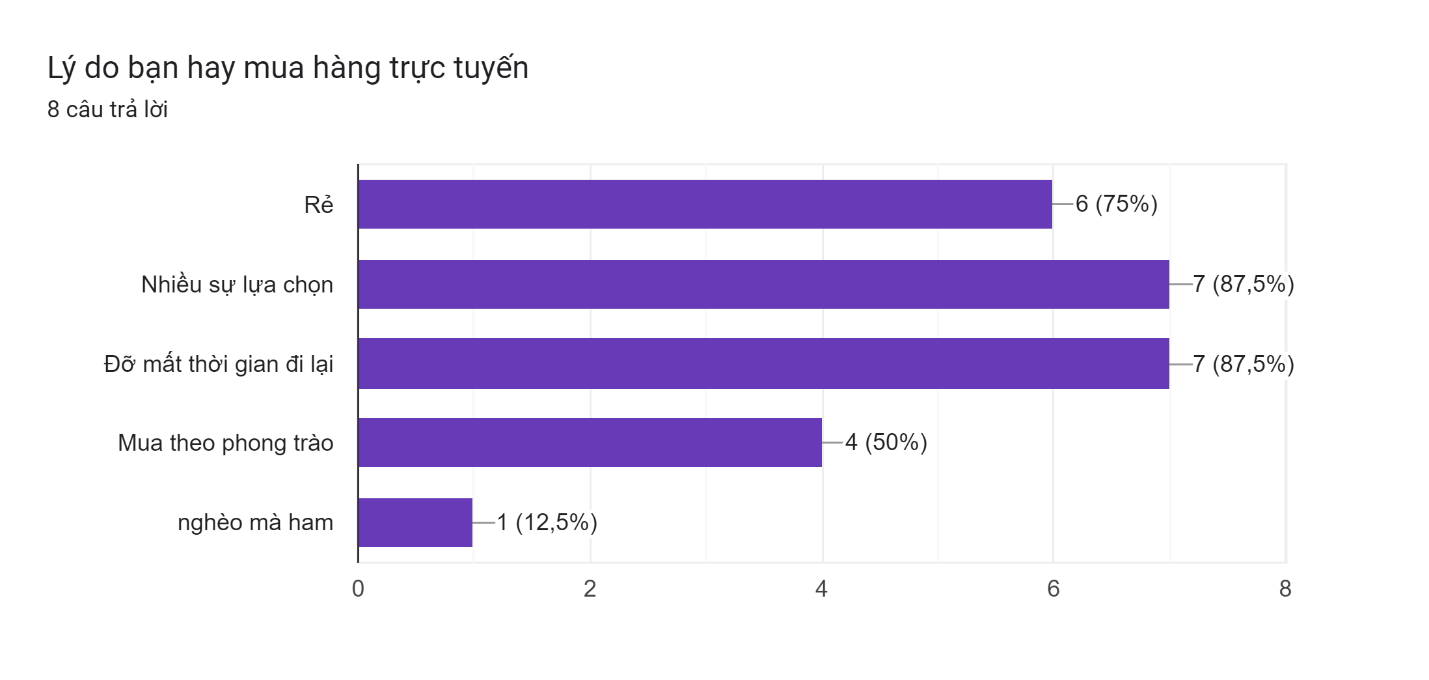 Lý do bạn hay mua hàng trực tuyến
8 câu trả lời
Rẻ
6 (75%)
Nhiều sự lựa chọn
7 (87,5%)
Đỡ mất thời gian đi lại
7 (87,5%)
Mua theo phong trào
4 (50%)
nghèo mà ham
1 (12,5%)
0 2 4 6 8